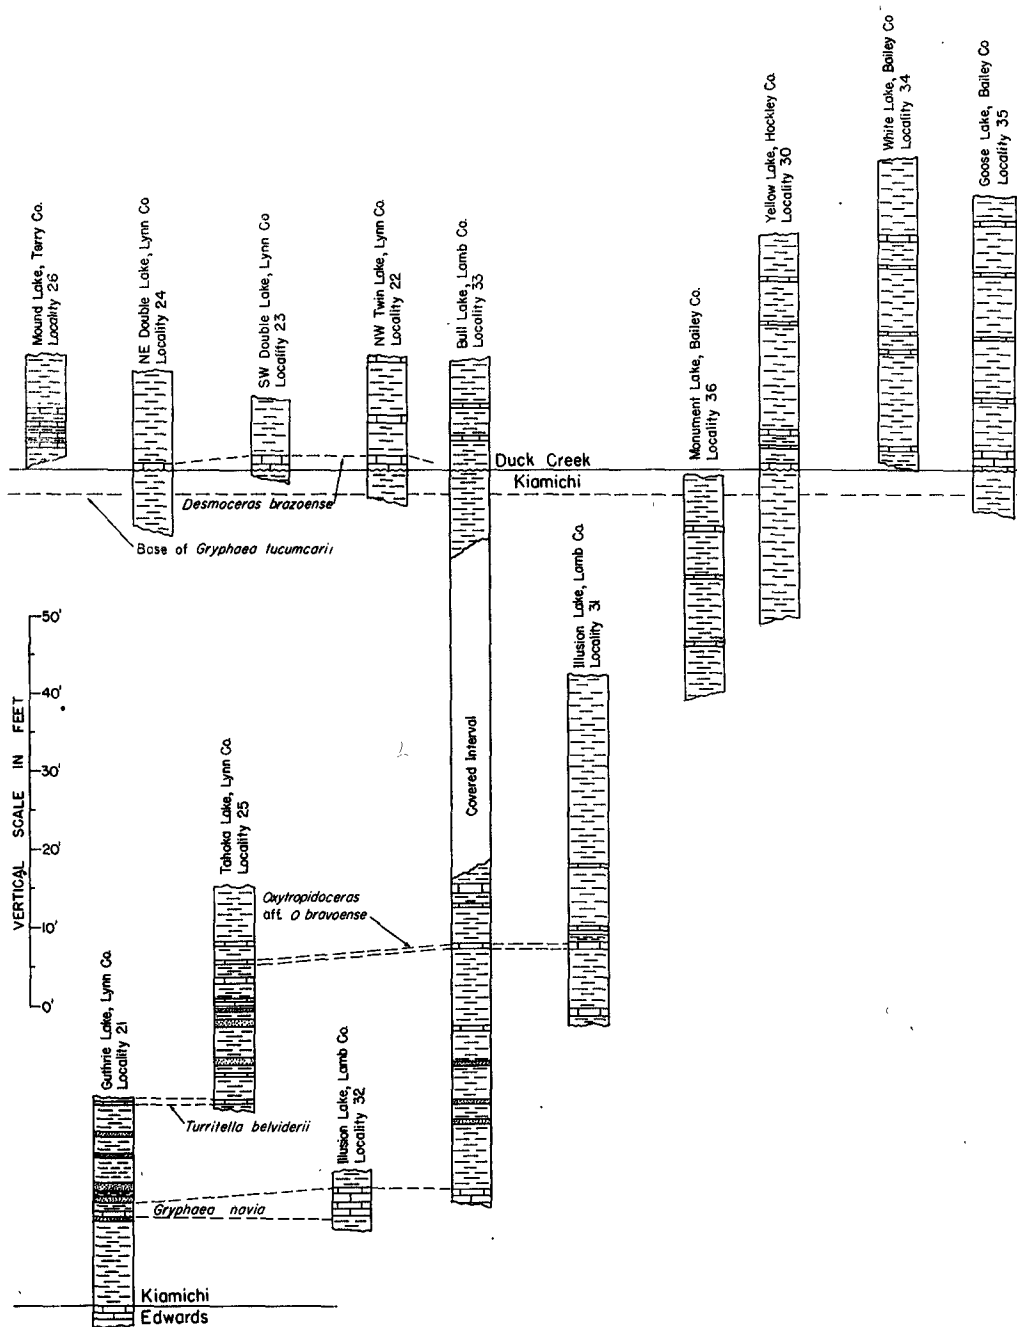 Mound Lake, Terry Co.
Locality 26
NE Double Lake, Lynn Co
Locality 24
SW Double Lake, Lynn Co
Locality 23
NW Twin Lake, Lynn Co.
Locality 22
Bull Lake, Lamb Co.
Locality 33
Monument Lake, Bailey Co.
Locality 36
Yellow Lake, Hockley Co.
Locality 30
White Lake, Bailey Co
Locality 34
Goose Lake, Bailey Co
Locality 35
Duck Creek
Kiamichi
Desmoceras brazoense
Base of Gryphaea tucumcarii
VERTICAL SCALE IN FEET
50'
40'
30'
20'
10'
0'
Covered Interval
Illusion Lake, Lamb Co.
Locality 31
Tahoka Lake, Lynn Co.
Locality 25
Oxytropidoceras
aff. O bravoense
Guthrie Lake, Lynn Co.
Locality 21
Turritella belviderii
Illusion Lake, Lamb Co.
Locality 32
Gryphaea navia
Kiamichi
Edwards